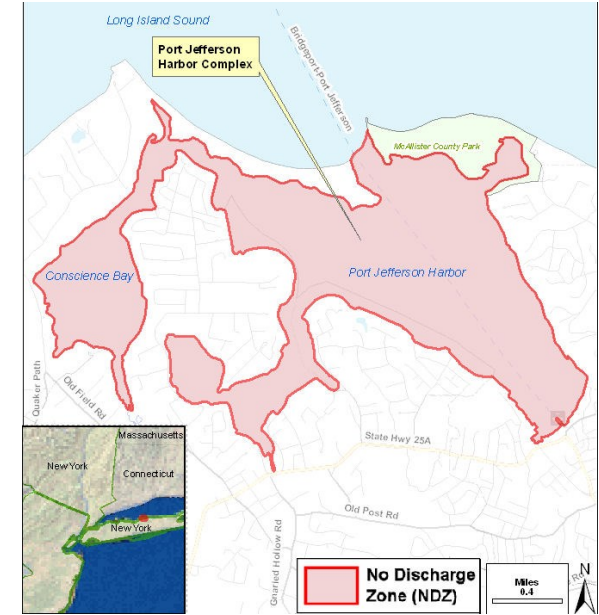 Long Island Sound
Port Jefferson
Harbor Complex
Bridgeport-Port Jefferson
McAllister County Park
Conscience Bay
Port Jefferson Harbor
Quaker Path
Old Field Rd
State Hwy 25A
Old Post Rd
Gnarled Hollow Rd
Rd
Massachusetts
New York
Connecticut
New York
No Discharge
Zone (NDZ)
Miles
0.4
N